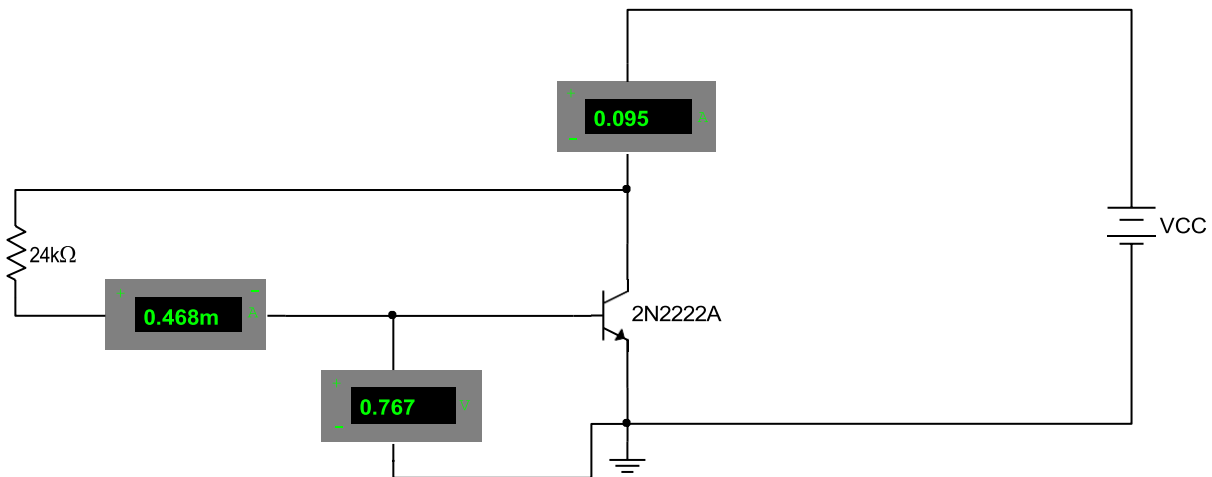 +
0.095 A
−
VCC
24kΩ
+ −
0.468m A
2N2222A
+
0.767 V
−